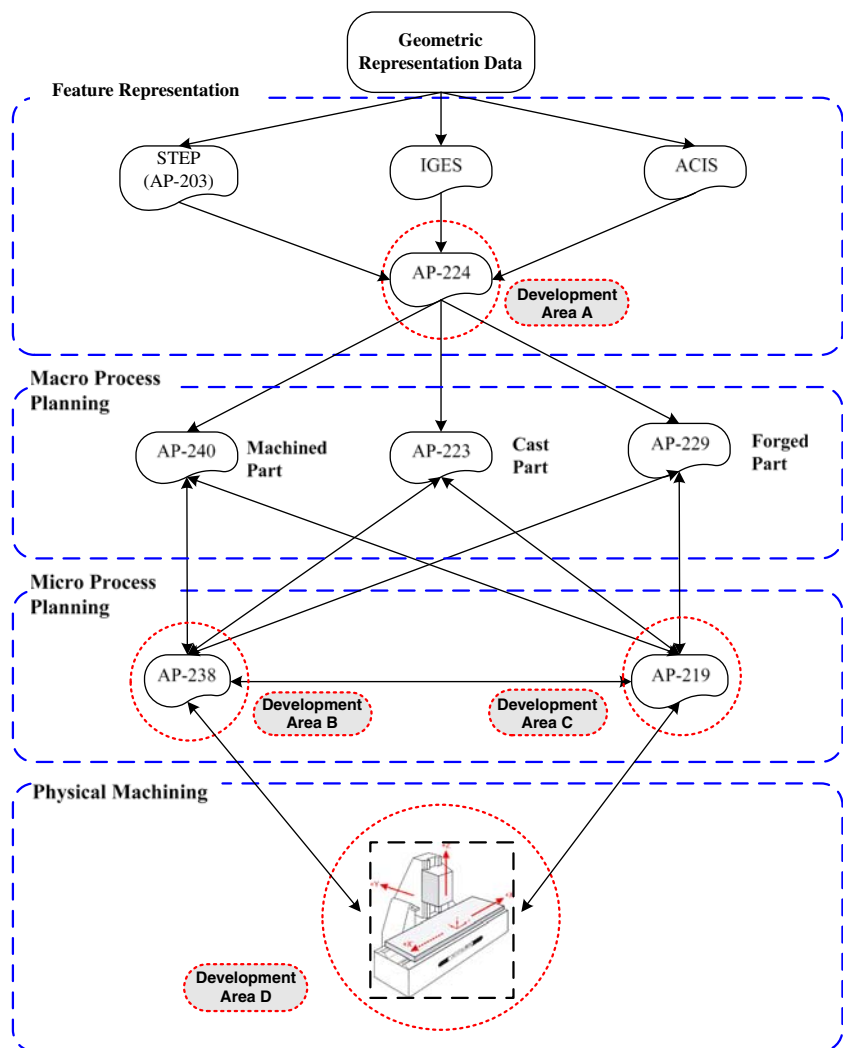 Geometric
Representation Data
Feature Representation
STEP
(AP-203)
IGES
ACIS
AP-224
Development
Area A
Macro Process
Planning
AP-240
Machined
Part
AP-223
Cast
Part
AP-229
Forged
Part
Micro Process
Planning
AP-238
AP-219
Development
Area B
Development
Area C
Physical Machining
+Z
+Y
+X
Development
Area D